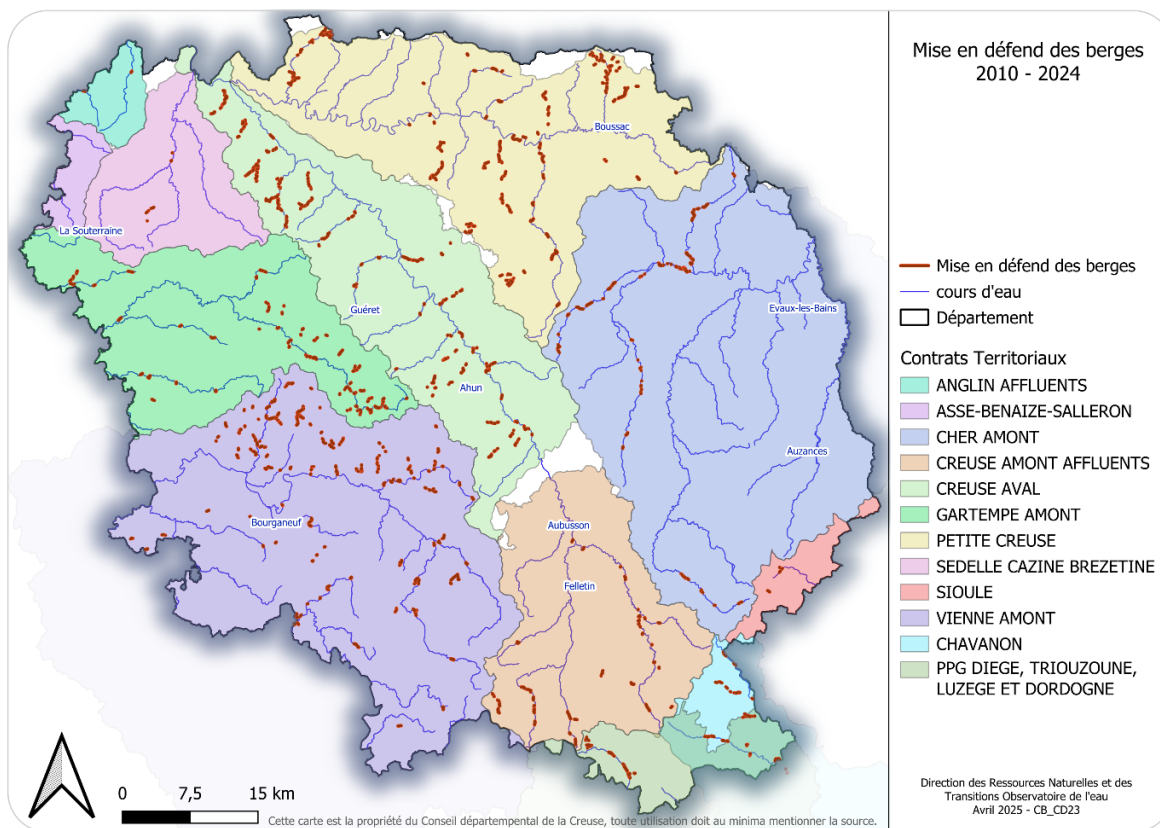 Mise en défend des berges
2010 - 2024
Boussac
La Souterraine
Guéret
Evaux-les-Bains
Ahun
Auzances
Bourganeuf
Aubusson
Felletin
Mise en défend des berges
cours d'eau
Département
Contrats Territoriaux
ANGLIN AFFLUENTS
ASSE-BENAIZE-SALLERON
CHER AMONT
CREUSE AMONT AFFLUENTS
CREUSE AVAL
GARTEMPE AMONT
PETITE CREUSE
SEDELLE CAZINE BREZETINE
SIOULE
VIENNE AMONT
CHAVANON
PPG DIEGE, TRIOUZOUNE,
LUZEGE ET DORDOGNE
0 7,5 15 km
Cette carte est la propriété du Conseil départempental de la Creuse, toute utilisation doit au minima mentionner la source.
Direction des Ressources Naturelles et des
Transitions Observatoire de l'eau
Avril 2025 - CB_CD23